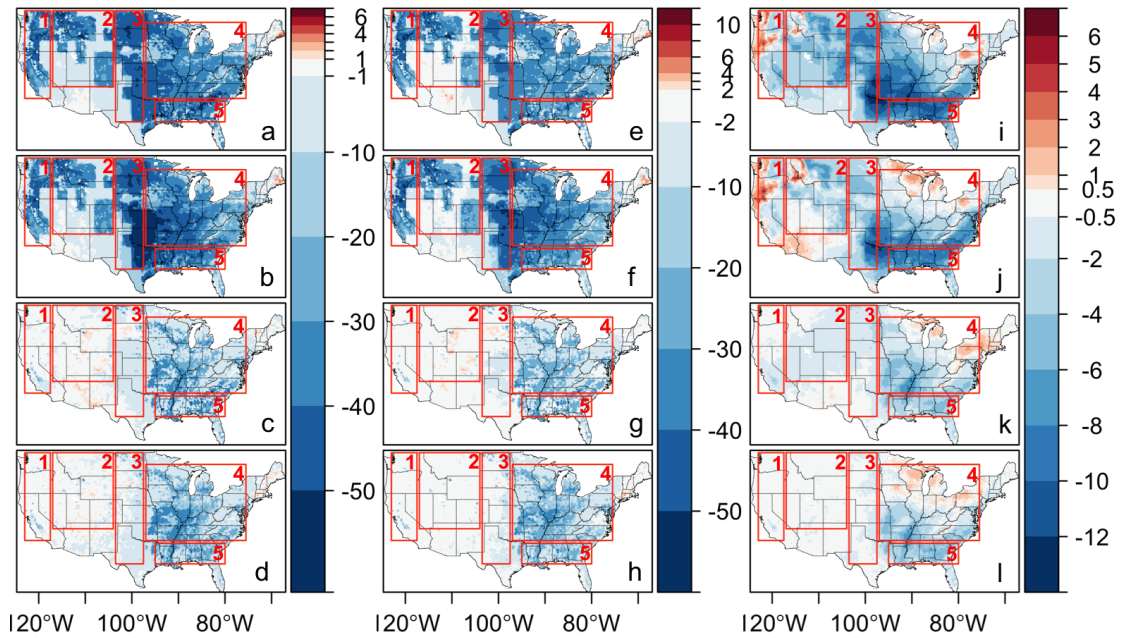 1 2 3 4 5 a
6 4 1 -1 -10 -20 -30 -40 -50
1 2 3 4 5 e
10 6 4 2 -2 -10 -20 -30 -40 -50
1 2 3 4 5 i
6 5 4 3 2 1 0.5 -0.5 -2 -4 -6 -8 -10 -12
1 2 3 4 5 b
1 2 3 4 5 f
1 2 3 4 5 j
1 2 3 4 5 c
1 2 3 4 5 g
1 2 3 4 5 k
1 2 3 4 5 d
1 2 3 4 5 h
1 2 3 4 5 l
120°W 100°W 80°W
120°W 100°W 80°W
120°W 100°W 80°W